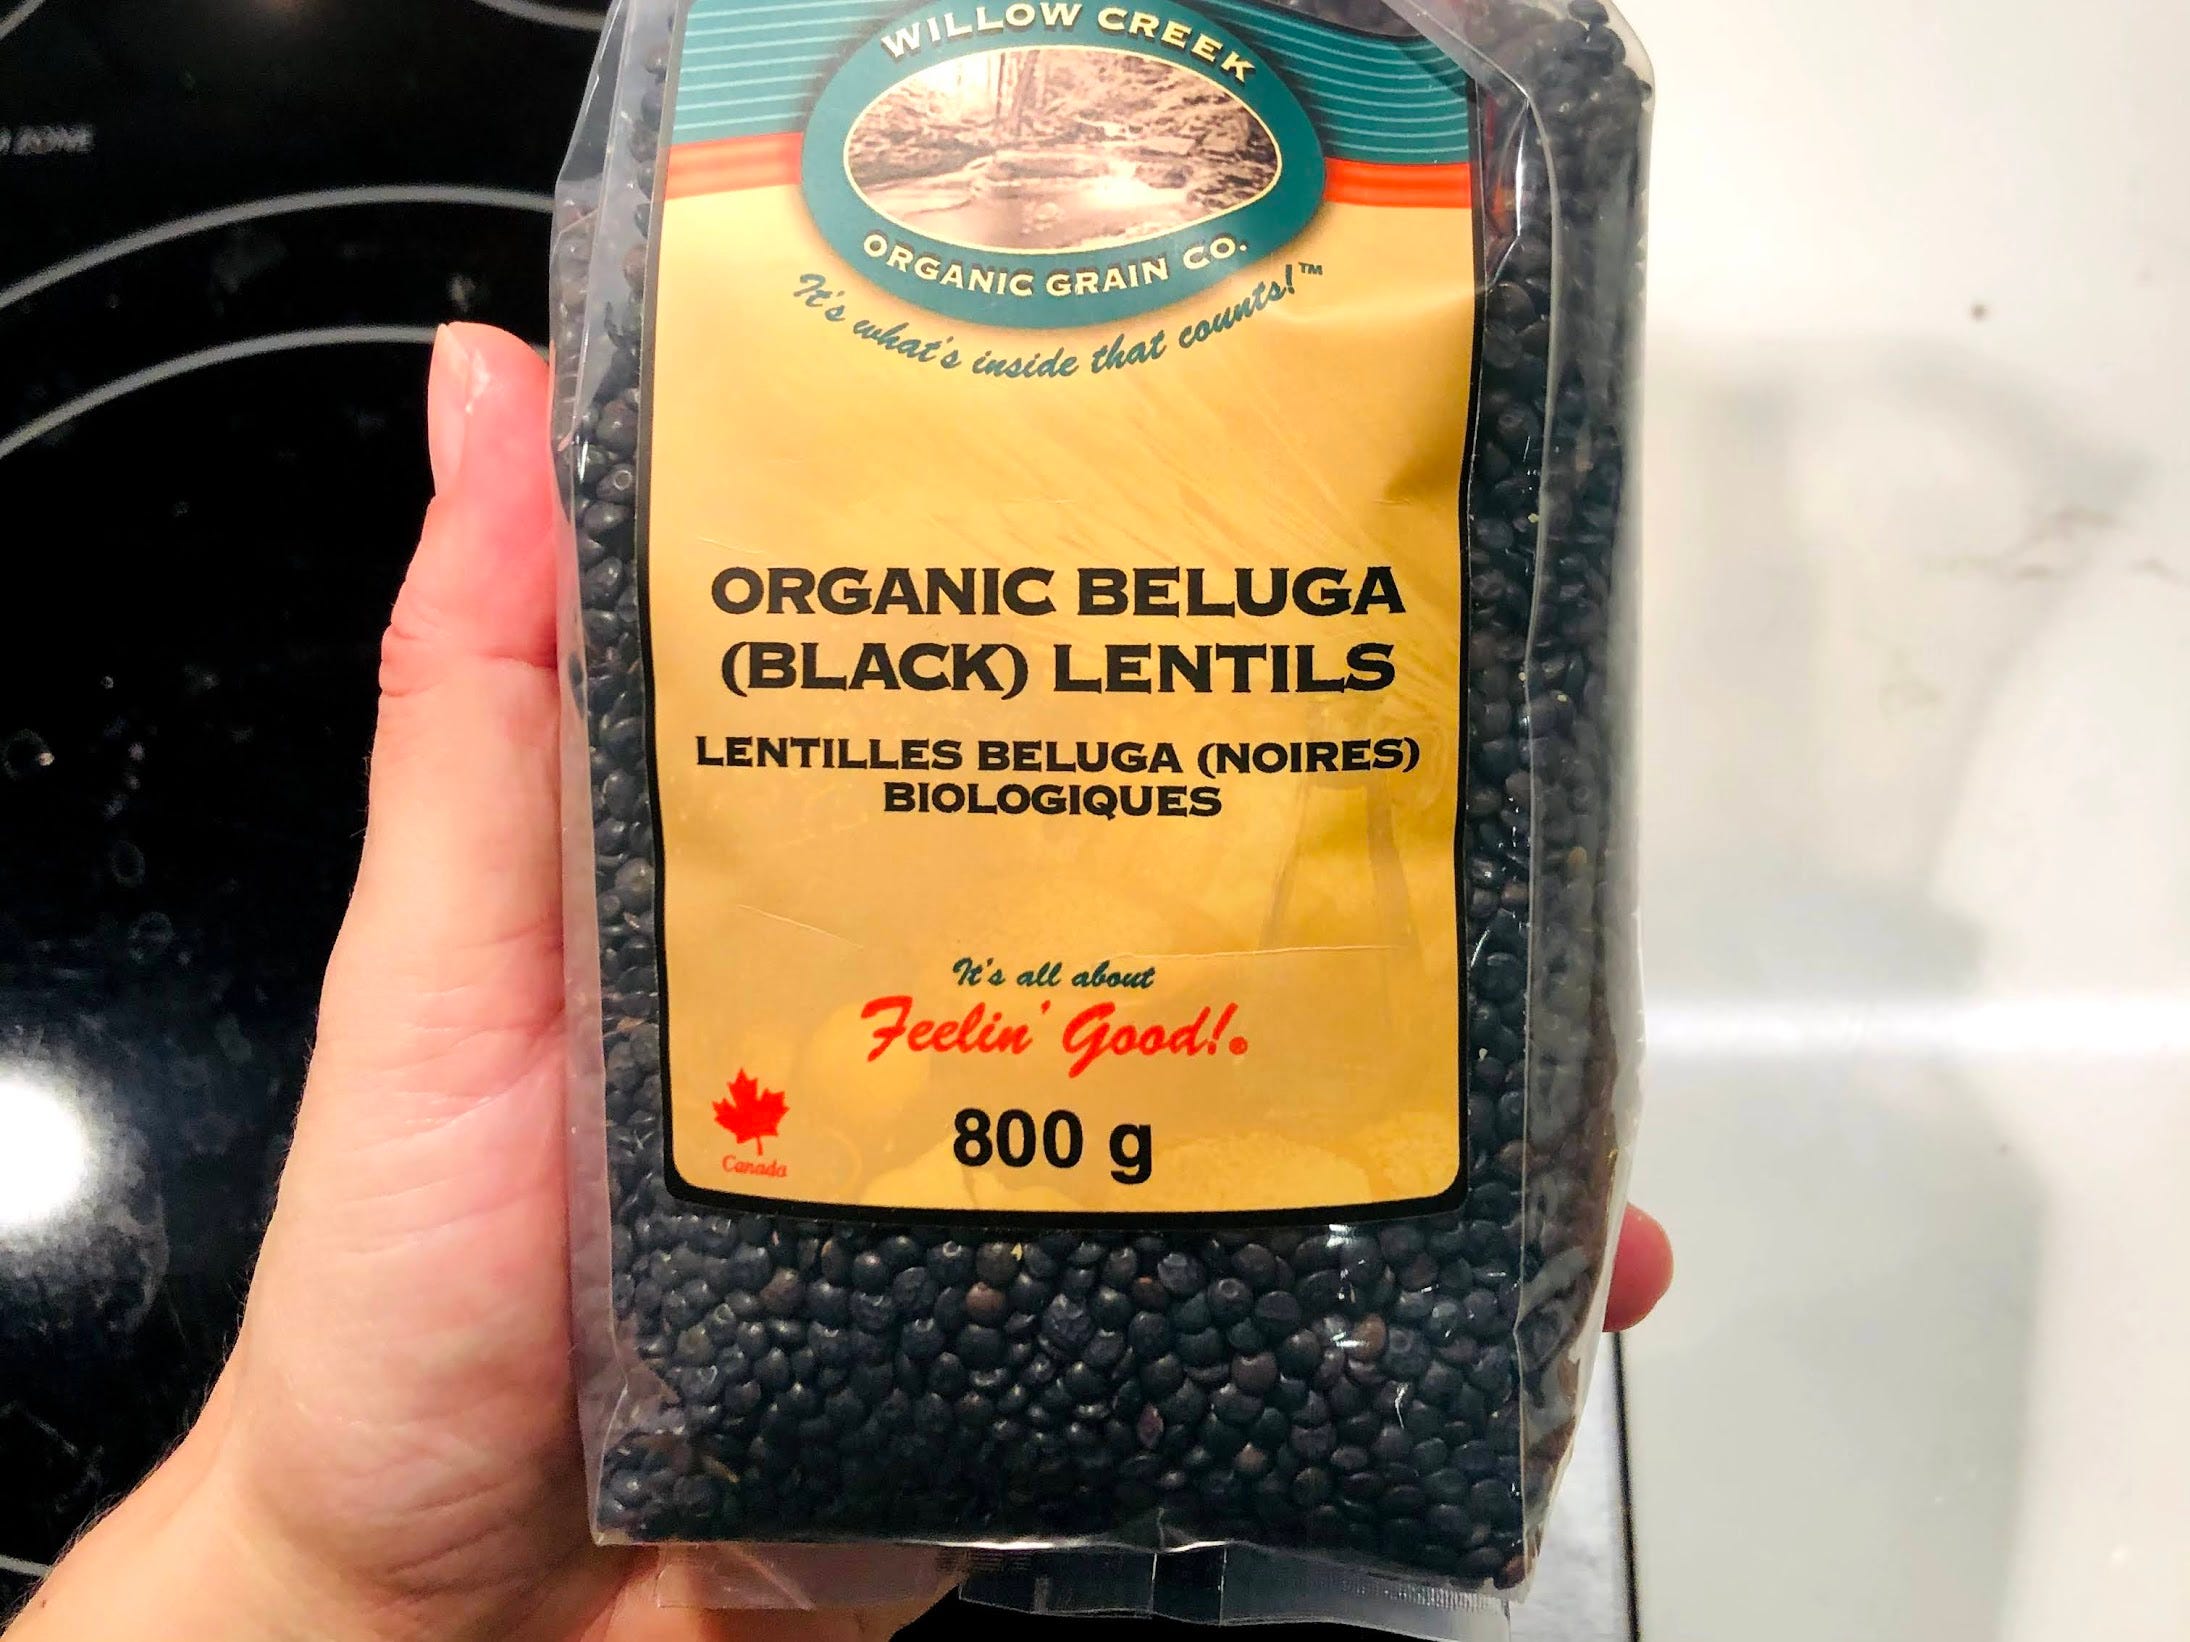 WILLOW CREEK
ORGANIC GRAIN CO.
It's what's inside that counts!™
ORGANIC BELUGA
(BLACK) LENTILS
LENTILLES BELUGA (NOIRES)
BIOLOGIQUES
It's all about
Feelin' Good!®
Canada
800 g
ZONE